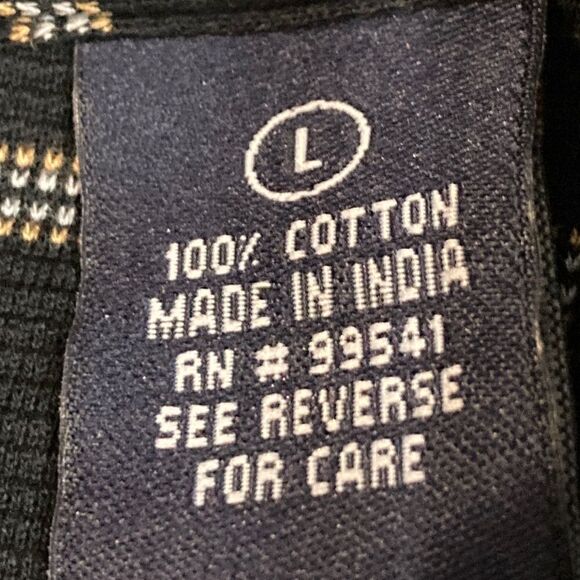 L
100% COTTON
MADE IN INDIA
RN # 99541
SEE REVERSE
FOR CARE